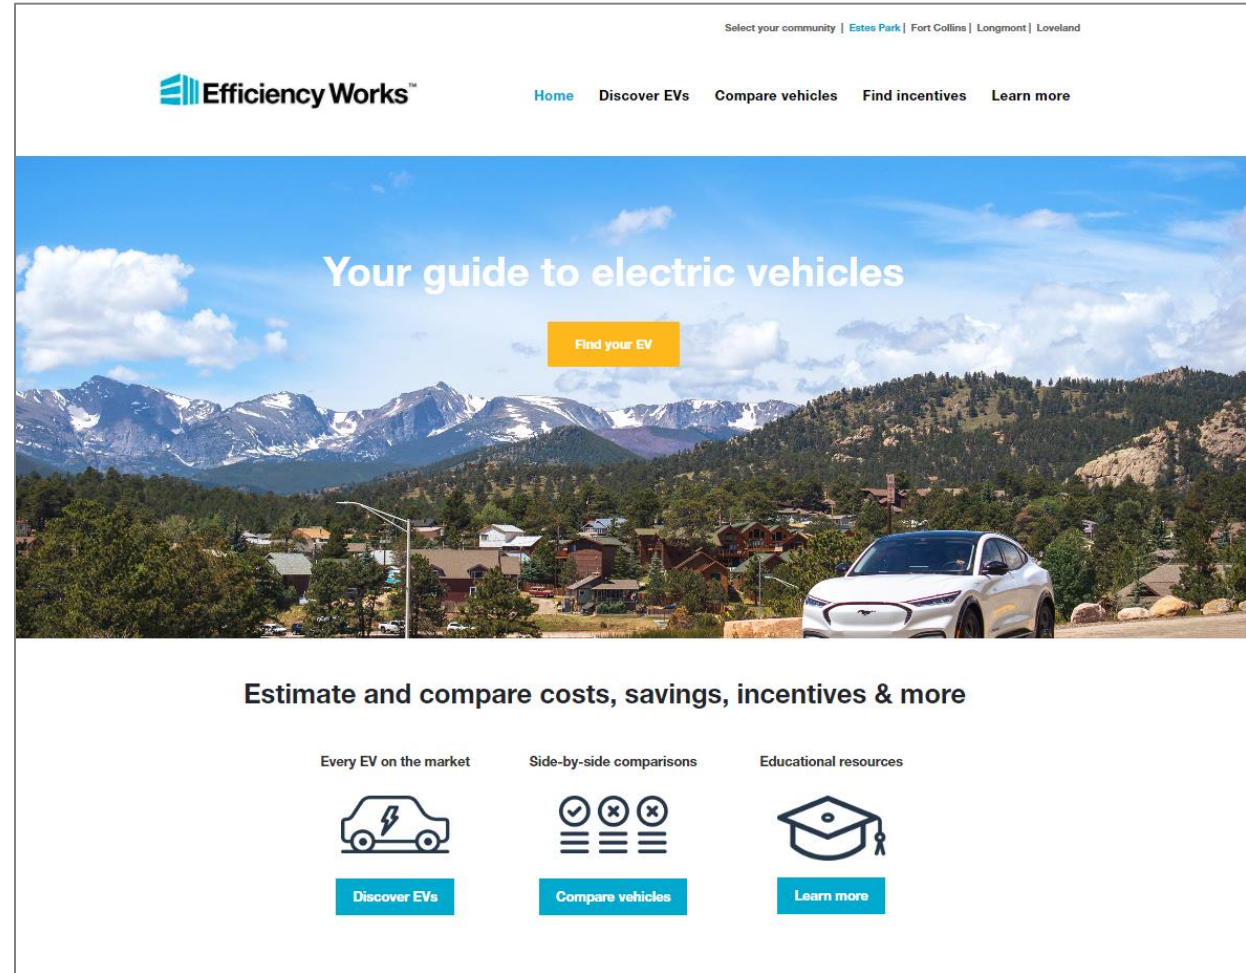 Select your community | Estes Park | Fort Collins | Longmont | Loveland
Efficiency Works™
Home Discover EVs Compare vehicles Find incentives Learn more
Your guide to electric vehicles
Find your EV
Estimate and compare costs, savings, incentives & more
Every EV on the market Side-by-side comparisons Educational resources
Discover EVs Compare vehicles Learn more